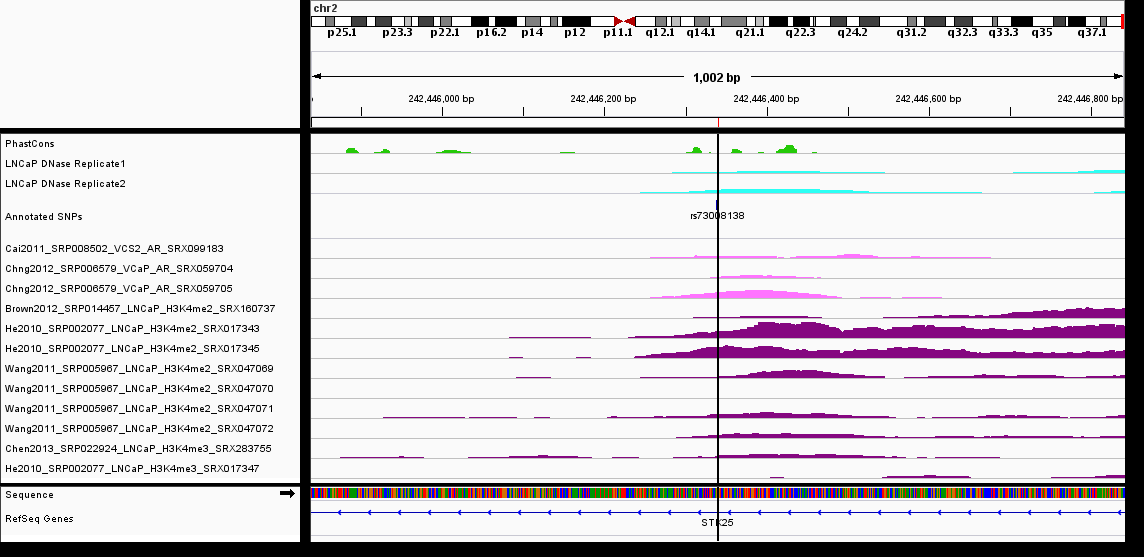 chr2
p25.1 p23.3 p22.1 p16.2 p14 p12 p11.1 q12.1 q14.1 q21.1 q22.3 q24.2 q31.2 q32.3 q33.3 q35 q37.1
1,002 bp
242,446,000 bp 242,446,200 bp 242,446,400 bp 242,446,600 bp 242,446,800 bp
PhastCons
LNCaP DNase Replicate1
LNCaP DNase Replicate2
Annotated SNPs
rs73008138
Cai2011_SRP008502_VCS2_AR_SRX099183
Chng2012_SRP006579_VCaP_AR_SRX059704
Chng2012_SRP006579_VCaP_AR_SRX059705
Brown2012_SRP014457_LNCaP_H3K4me2_SRX160737
He2010_SRP002077_LNCaP_H3K4me2_SRX017343
He2010_SRP002077_LNCaP_H3K4me2_SRX017345
Wang2011_SRP005967_LNCaP_H3K4me2_SRX047069
Wang2011_SRP005967_LNCaP_H3K4me2_SRX047070
Wang2011_SRP005967_LNCaP_H3K4me2_SRX047071
Wang2011_SRP005967_LNCaP_H3K4me2_SRX047072
Chen2013_SRP022924_LNCaP_H3K4me3_SRX283755
He2010_SRP002077_LNCaP_H3K4me3_SRX017347
Sequence
RefSeq Genes
STK25